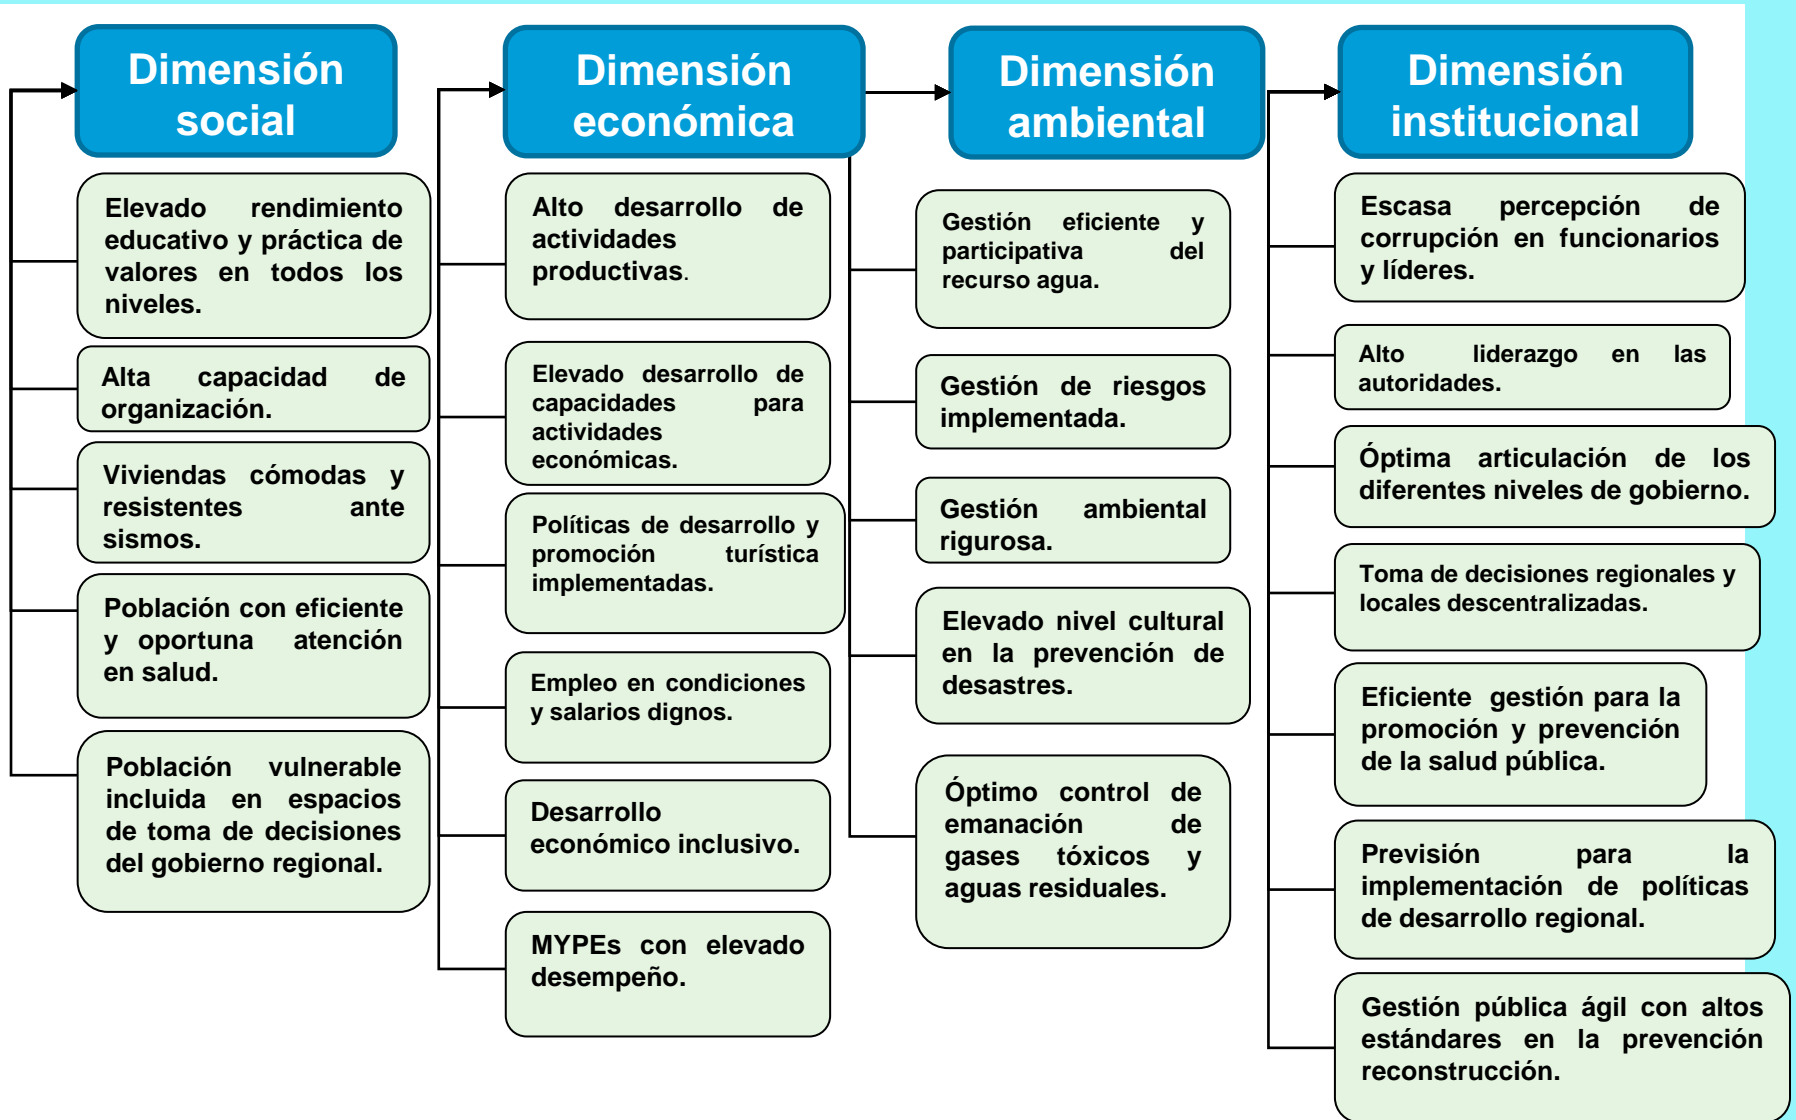 Dimensión
social
Elevado rendimiento
educativo y práctica de
valores en todos los
niveles.
Alta capacidad de
organización.
Viviendas cómodas y
resistentes ante
sismos.
Población con eficiente
y oportuna atención
en salud.
Población vulnerable
incluida en espacios
de toma de decisiones
del gobierno regional.
Dimensión
económica
Alto desarrollo de
actividades
productivas.
Elevado desarrollo de
capacidades para
actividades
económicas.
Políticas de desarrollo y
promoción turística
implementadas.
Empleo en condiciones
y salarios dignos.
Desarrollo
económico inclusivo.
MYPEs con elevado
desempeño.
Dimensión
ambiental
Gestión eficiente y
participativa del
recurso agua.
Gestión de riesgos
implementada.
Gestión ambiental
rigurosa.
Elevado nivel cultural
en la prevención de
desastres.
Óptimo control de
emanación de
gases tóxicos y
aguas residuales.
Dimensión
institucional
Escasa percepción de
corrupción en funcionarios
y líderes.
Alto liderazgo en las
autoridades.
Óptima articulación de los
diferentes niveles de gobierno.
Toma de decisiones regionales y
locales descentralizadas.
Eficiente gestión para la
promoción y prevención
de la salud pública.
Previsión para la
implementación de políticas
de desarrollo regional.
Gestión pública ágil con altos
estándares en la prevención
reconstrucción.